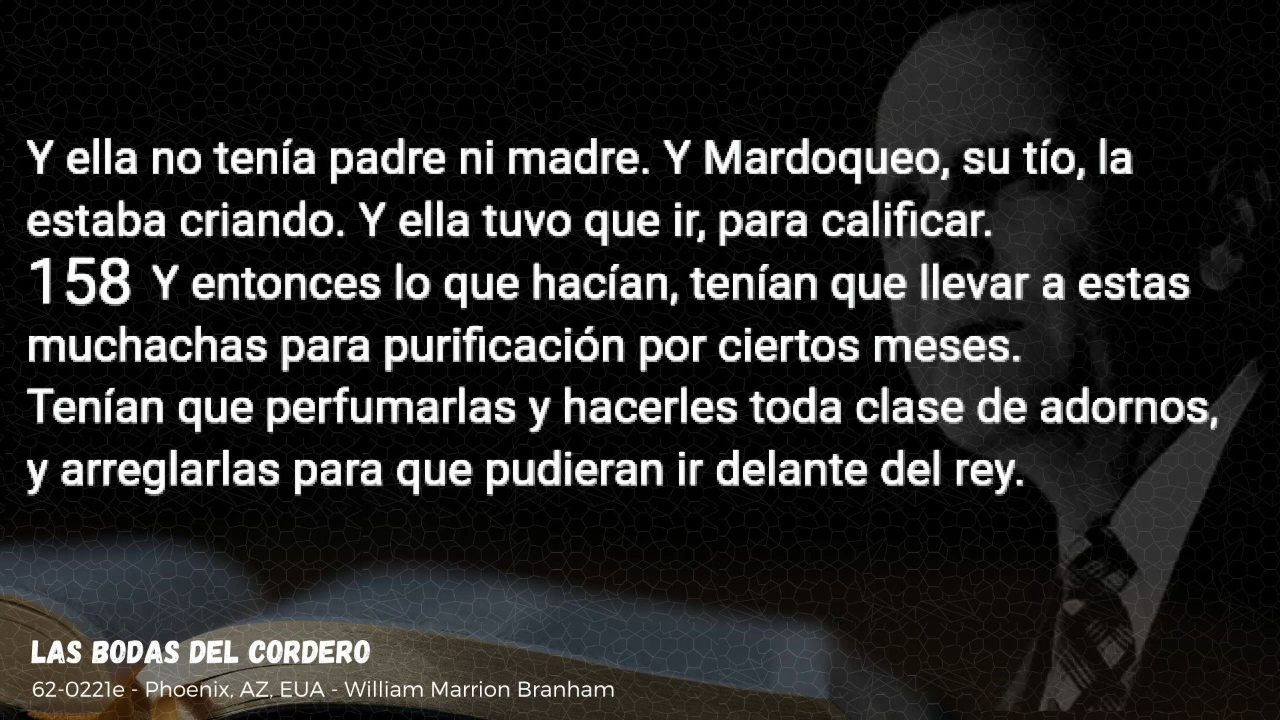 Y ella no tenía padre ni madre. Y Mardoqueo, su tío, la
estaba criando. Y ella tuvo que ir, para calificar.
158 Y entonces lo que hacían, tenían que llevar a estas
muchachas para purificación por ciertos meses.
Tenían que perfumarlas y hacerles toda clase de adornos,
y arreglarlas para que pudieran ir delante del rey.
LAS BODAS DEL CORDERO
62-0221e - Phoenix, AZ, EUA - William Marrion Branham